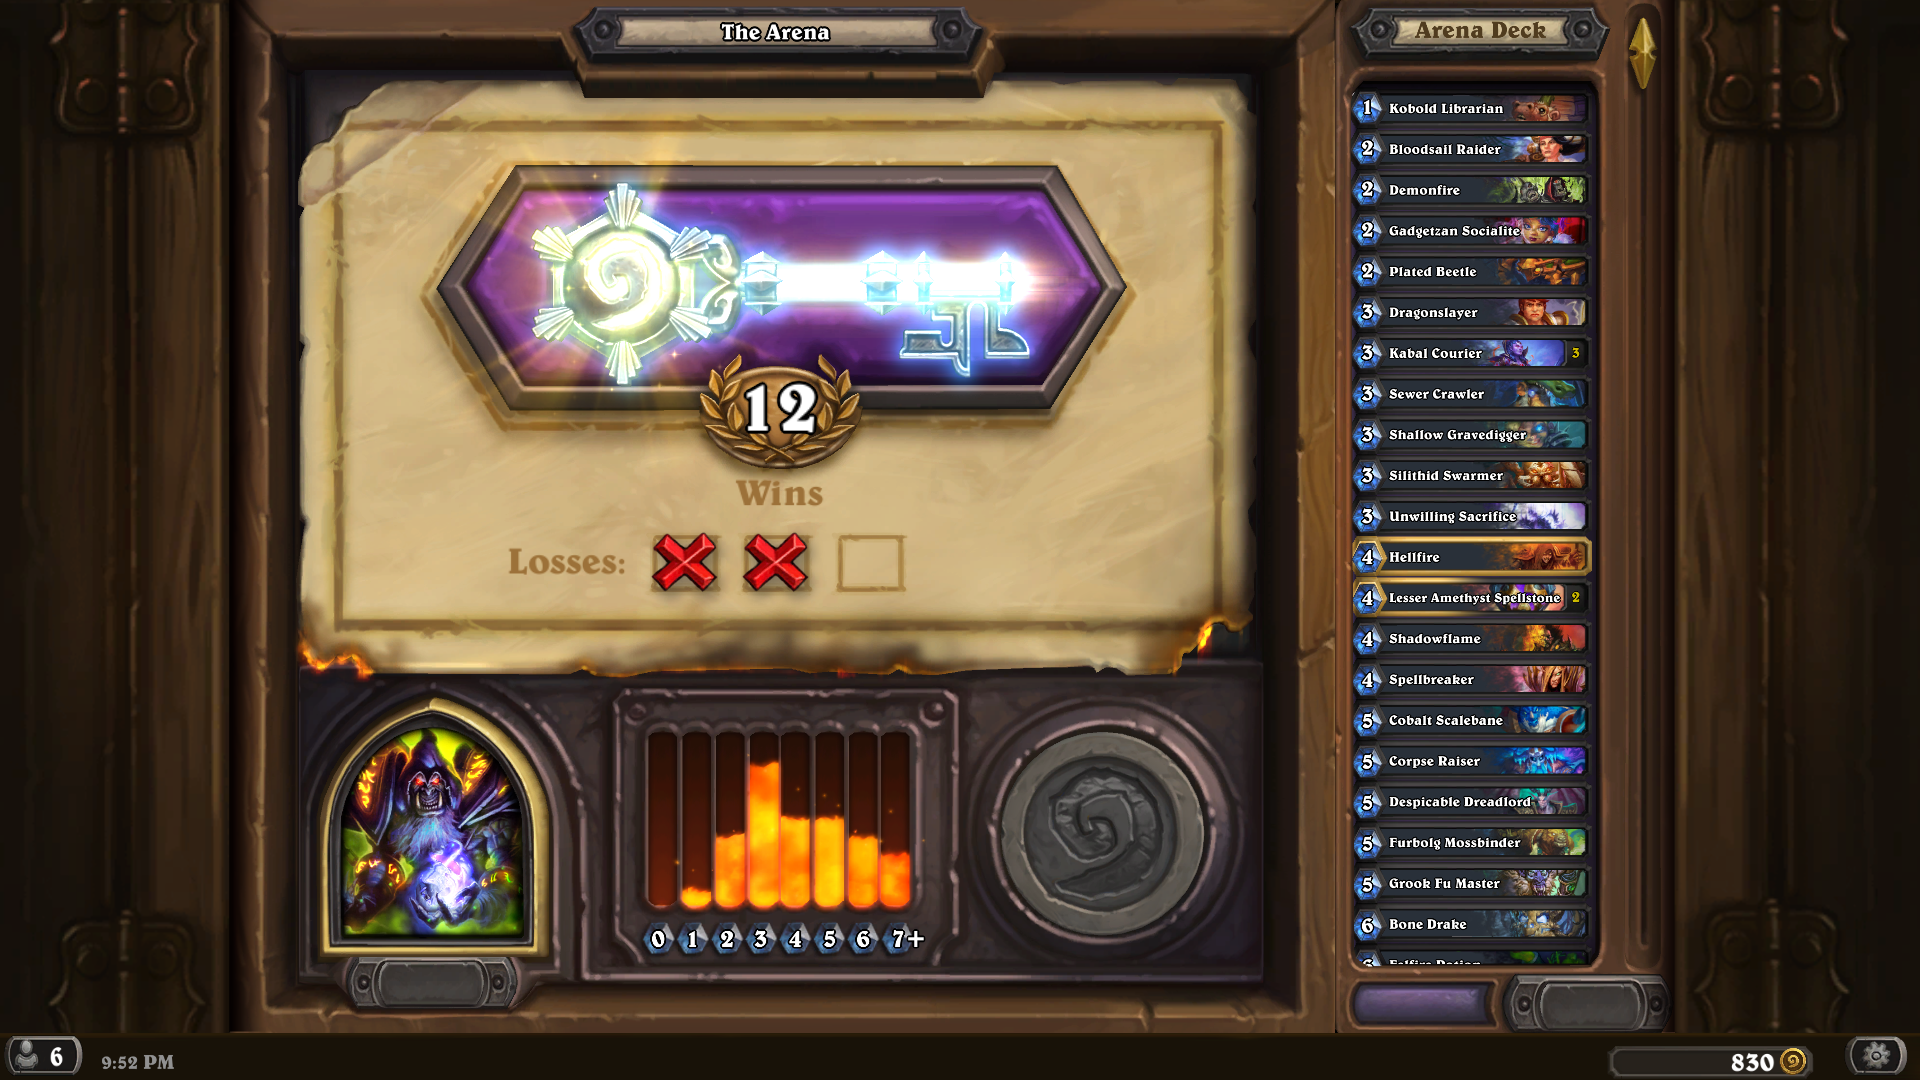 The Arena
12
Wins
Losses:
0 1 2 3 4 5 6 7+
Arena Deck
1 Kobold Librarian
2 Bloodsail Raider
2 Demonfire
2 Gadgetzan Socialite
2 Plated Beetle
3 Dragonslayer
3 Kabal Courier 3
3 Sewer Crawler
3 Shallow Gravedigger
3 Silithid Swarmer
3 Unwilling Sacrifice
4 Hellfire
4 Lesser Amethyst Spellstone 2
4 Shadowflame
4 Spellbreaker
5 Cobalt Scalebane
5 Corpse Raiser
5 Despicable Dreadlord
5 Furbolg Mossbinder
5 Grook Fu Master
6 Bone Drake
6 Felfire Potion
6 9:52 PM
830